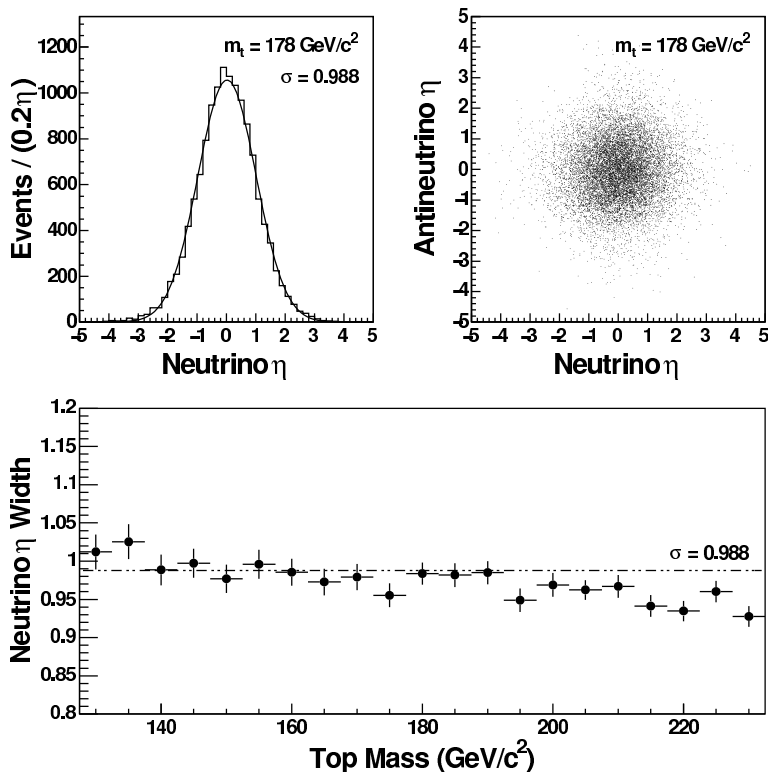 m_t = 178 GeV/c²
σ = 0.988
Events / (0.2η)
1200
1000
800
600
400
200
0
-5 -4 -3 -2 -1 0 1 2 3 4 5
Neutrino η
m_t = 178 GeV/c²
Antineutrino η
5
4
3
2
1
0
-1
-2
-3
-4
-5
-5 -4 -3 -2 -1 0 1 2 3 4 5
Neutrino η
Neutrino η Width
1.2
1.15
1.1
1.05
1
0.95
0.9
0.85
0.8
σ = 0.988
140 160 180 200 220
Top Mass (GeV/c²)